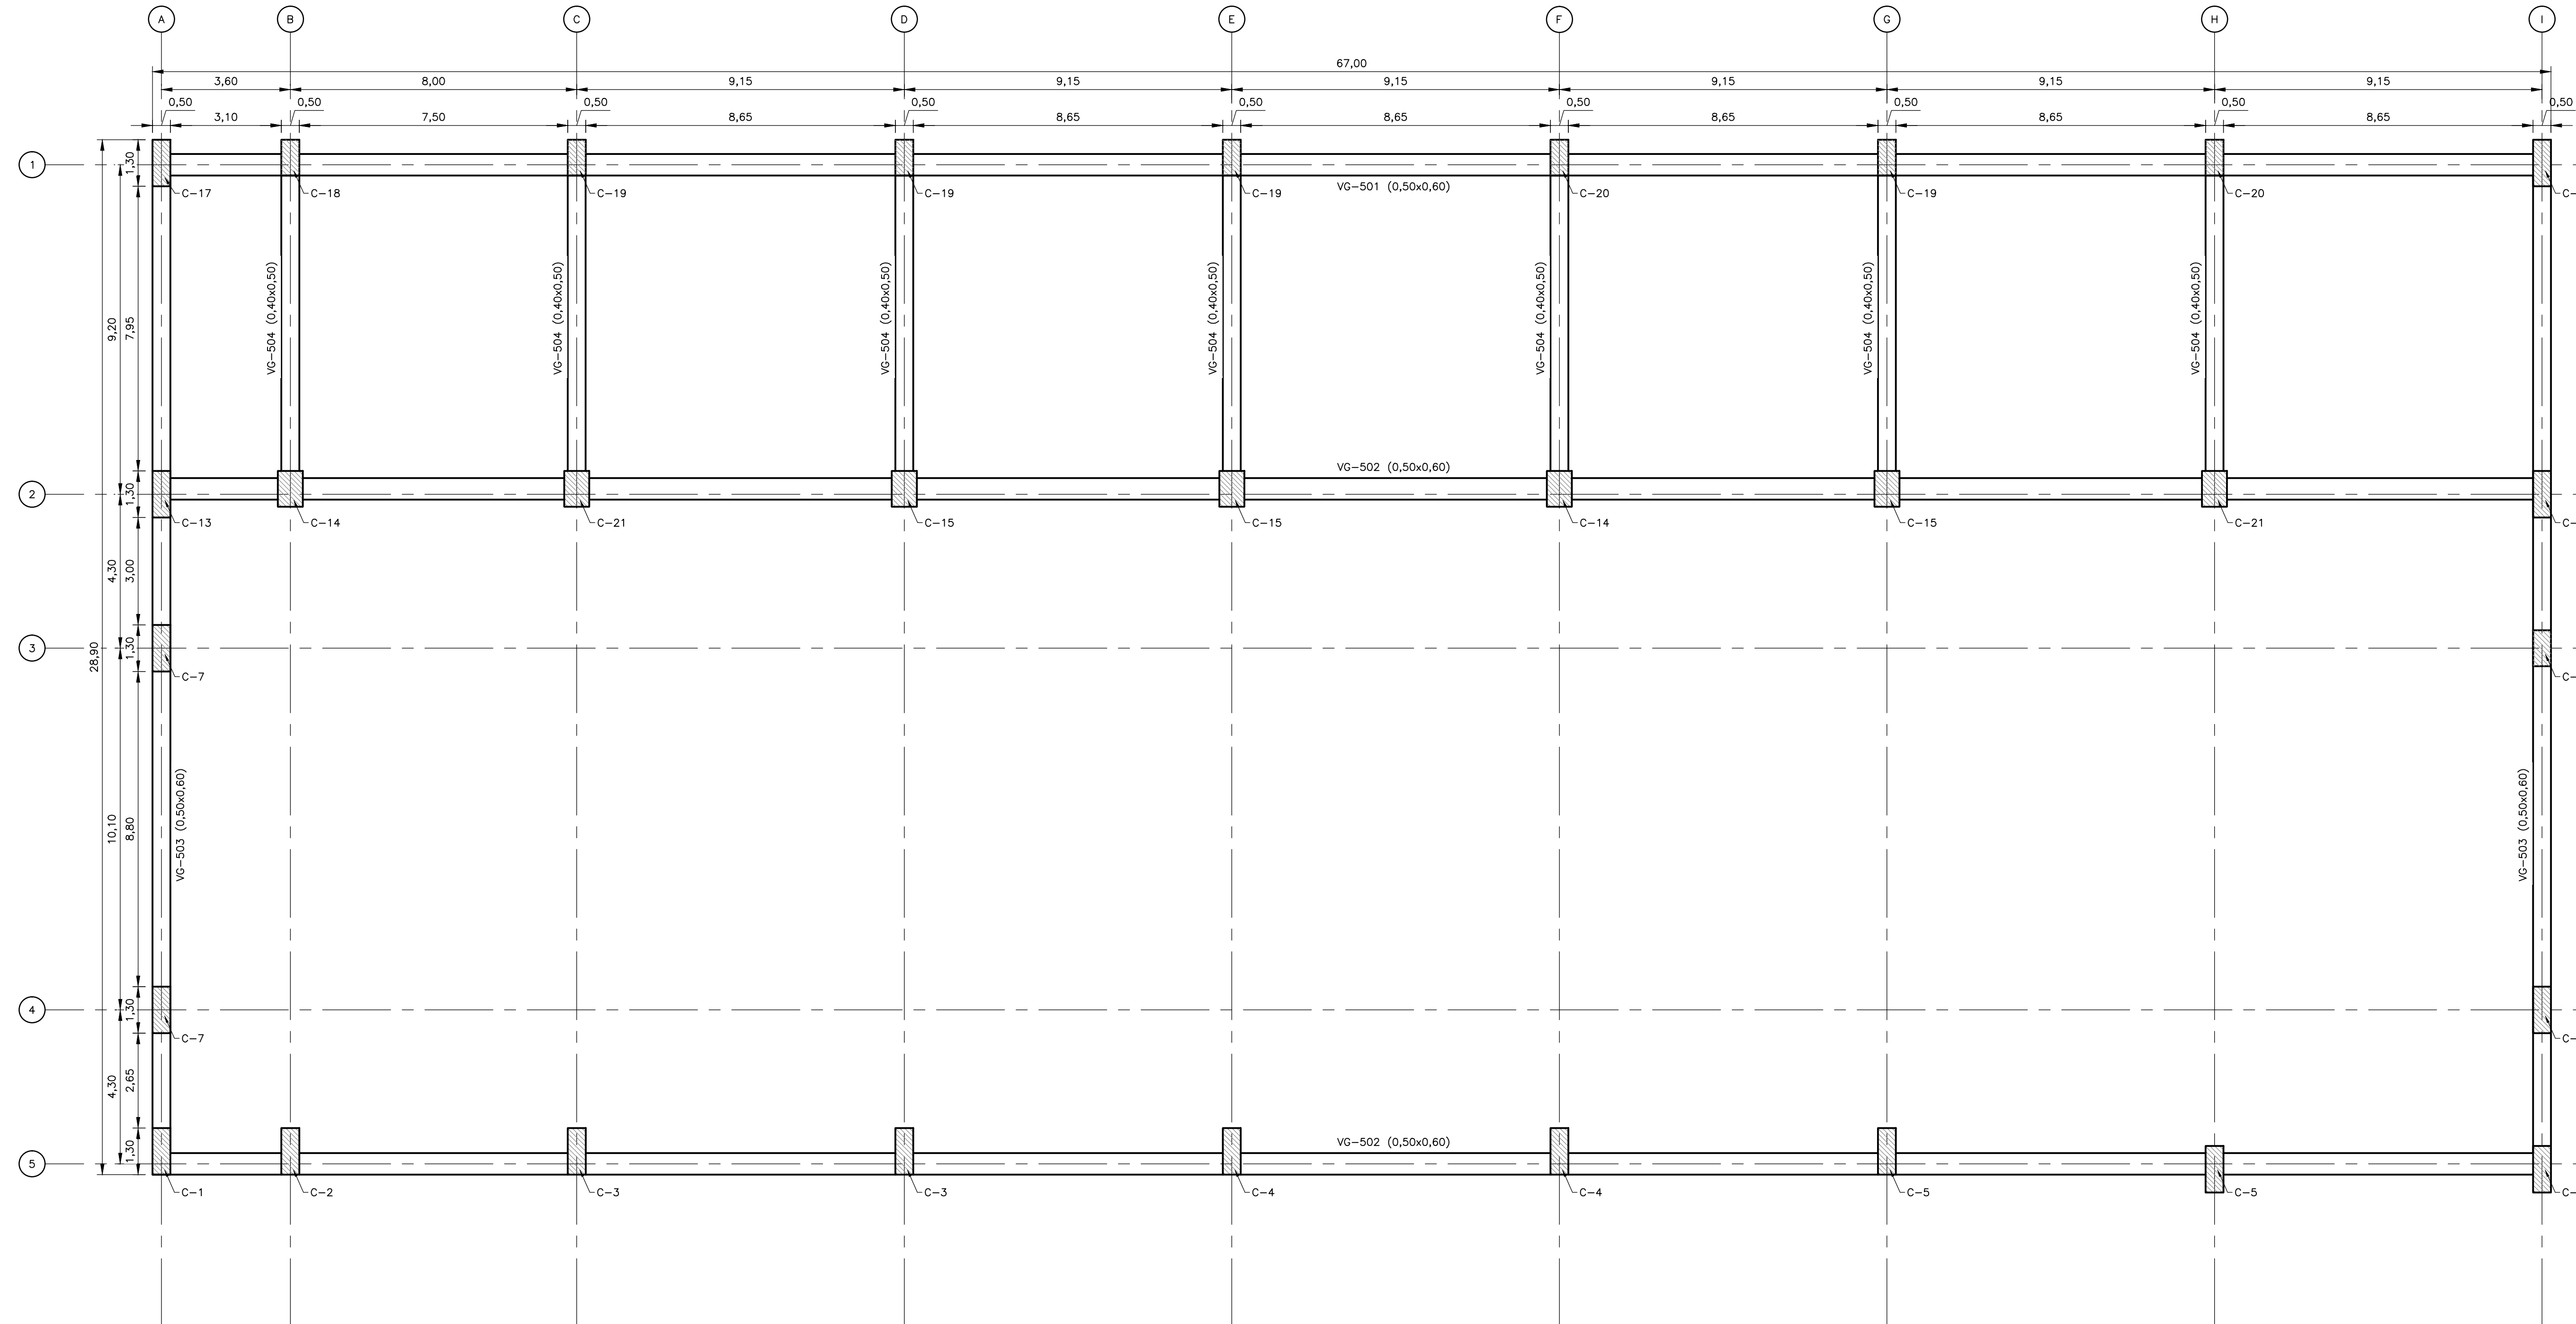 A B C D E F G H I
67,00
3,60 8,00 9,15 9,15 9,15 9,15 9,15 9,15
0,50 0,50 0,50 0,50 0,50 0,50 0,50 0,50 0,50
3,10 7,50 8,65 8,65 8,65 8,65 8,65 8,65
1
1,30
C-17 C-18 C-19 C-19 C-19 C-20 C-19 C-20 C-
VG-501 (0,50x0,60)
9,20
7,95
VG-504 (0,40x0,50)
VG-504 (0,40x0,50)
VG-504 (0,40x0,50)
VG-504 (0,40x0,50)
VG-504 (0,40x0,50)
VG-504 (0,40x0,50)
VG-504 (0,40x0,50)
VG-502 (0,50x0,60)
2
1,30
C-13 C-14 C-21 C-15 C-15 C-14 C-15 C-21 C-
4,30
3,00
3
28,90
1,30
C-7 C-
10,10
8,80
VG-503 (0,50x0,60)
VG-503 (0,50x0,60)
4
1,30
C-7 C-
4,30
2,65
VG-502 (0,50x0,60)
5
1,30
C-1 C-2 C-3 C-3 C-4 C-4 C-5 C-5 C-